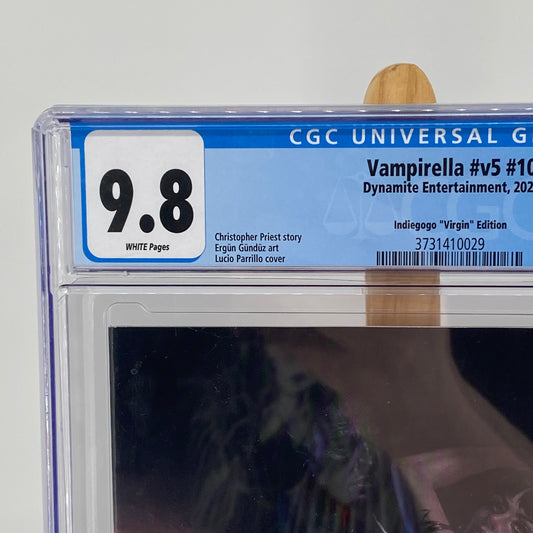 CGC UNIVERSAL G
9.8
WHITE Pages
Vampirella #v5 #10
Dynamite Entertainment, 202
Indiegogo "Virgin" Edition
3731410029
Christopher Priest story
Ergün Gündüz art
Lucio Parrillo cover